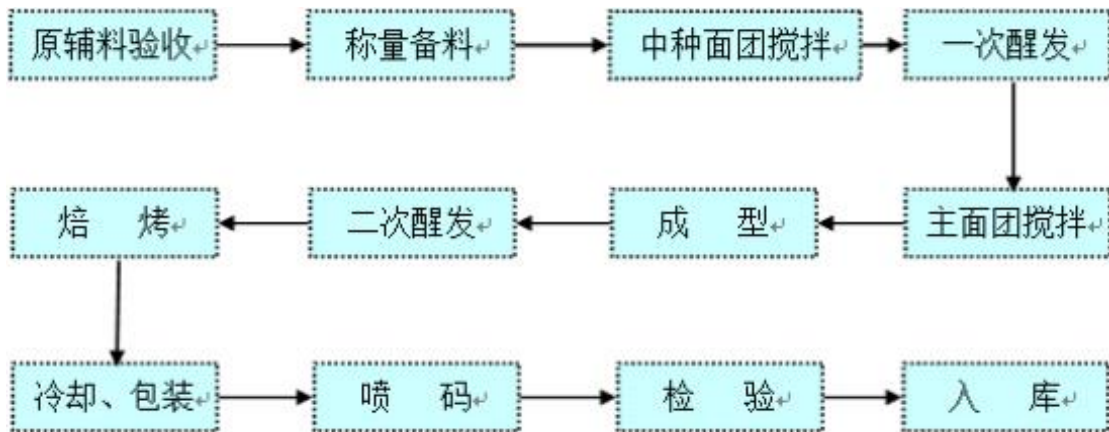 原辅料验收 称量备料 中种面团搅拌 一次醒发
焙 烤 二次醒发 成 型 主面团搅拌
冷却、包装 喷 码 检 验 入 库